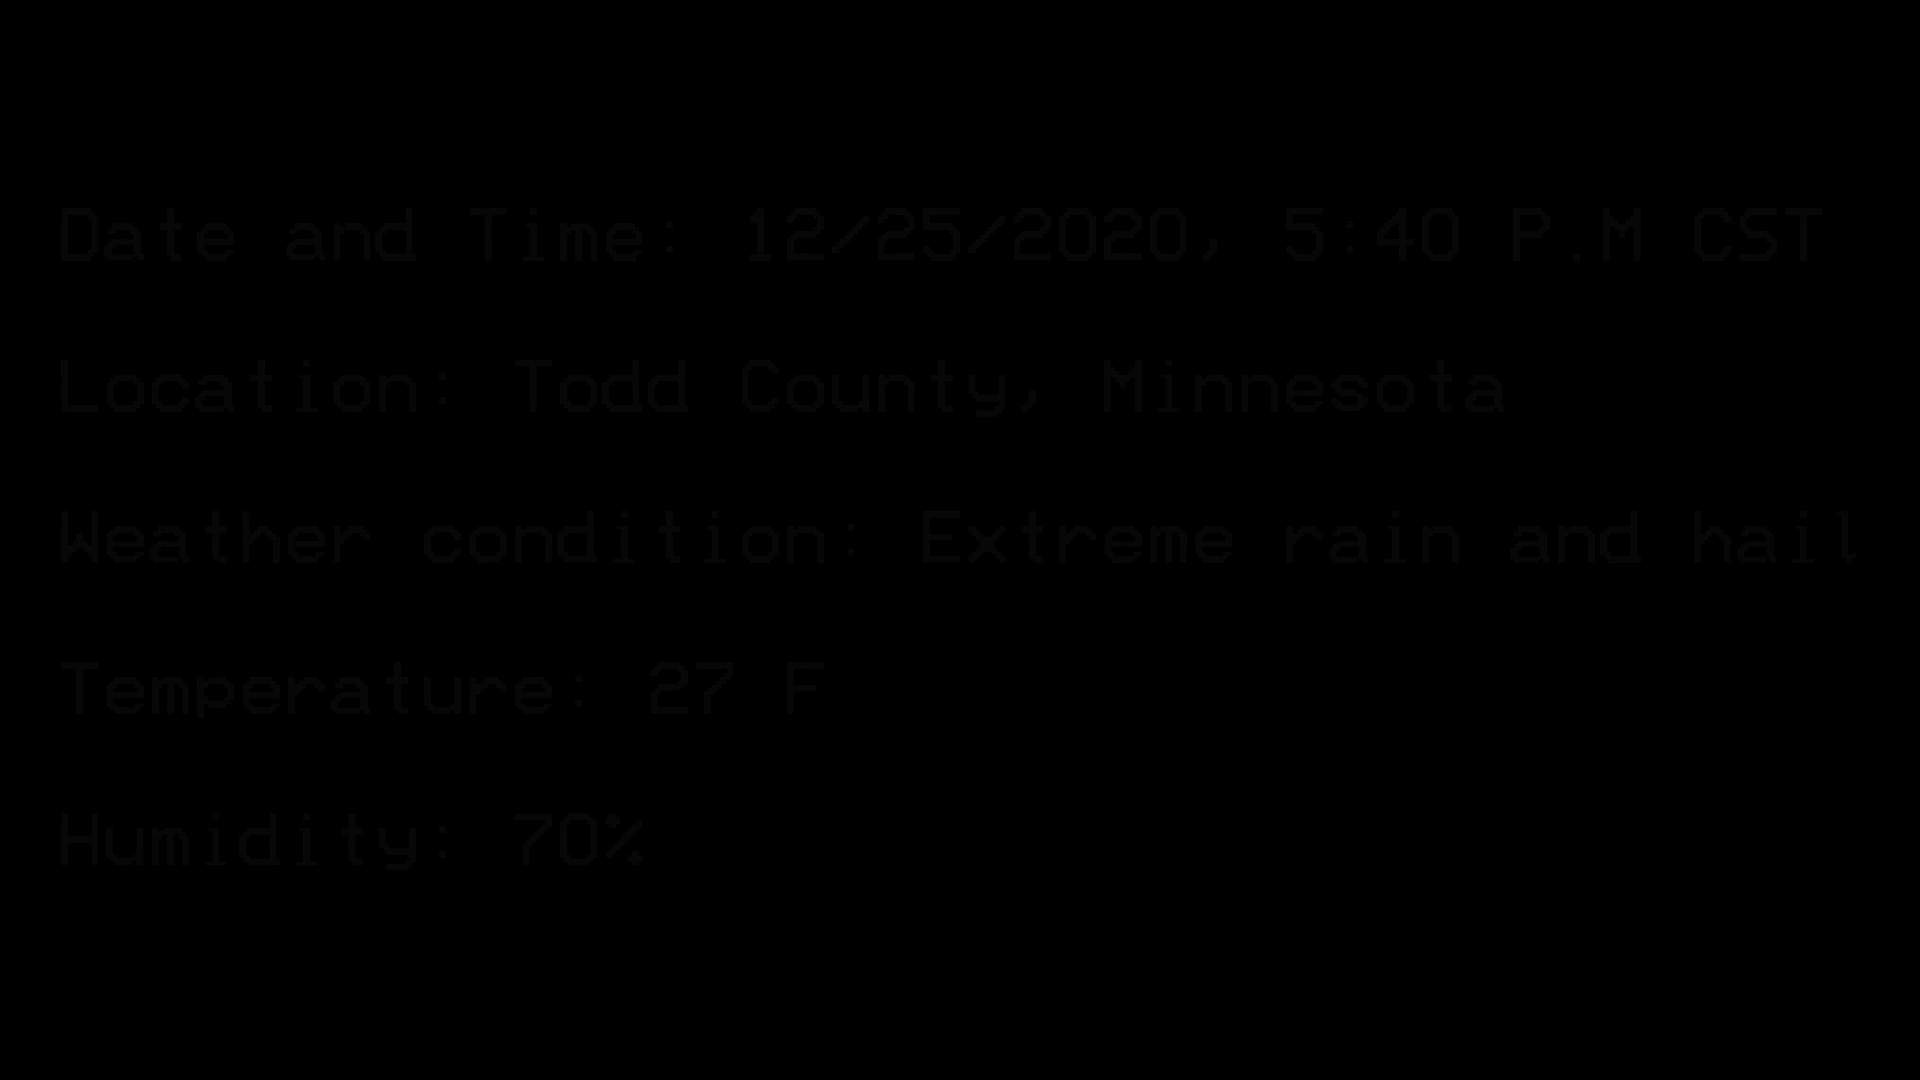 Date and Time: 12/25/2020, 5:40 P.M CST
Location: Todd County, Minnesota
Weather condition: Extreme rain and hail
Temperature: 27 F
Humidity: 70%